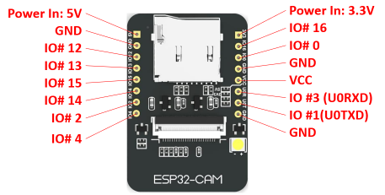 Power In: 5V
GND
IO# 12
IO# 13
IO# 15
IO# 14
IO# 2
IO# 4
Power In: 3.3V
IO# 16
IO# 0
GND
VCC
IO #3 (U0RXD)
IO #1(U0TXD)
GND
ESP32-CAM